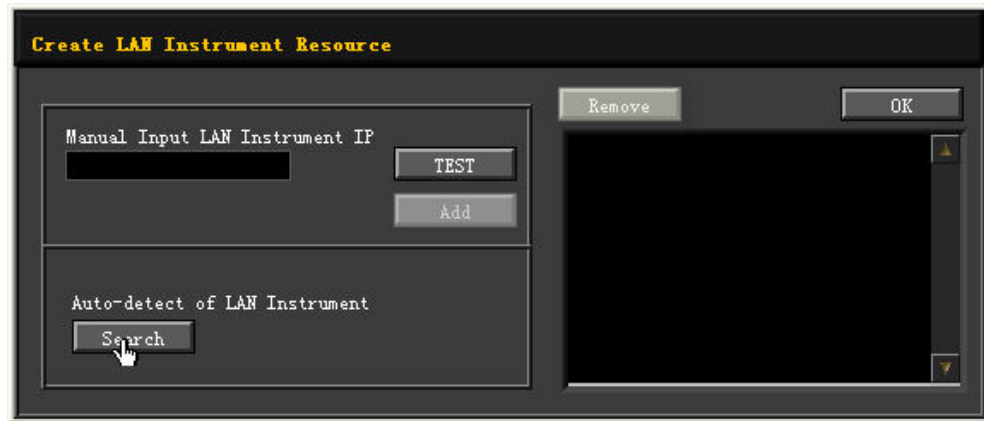 Create LAN Instrument Resource
Manual Input LAN Instrument IP
TEST
Add
Auto-detect of LAN Instrument
Search
Remove
OK